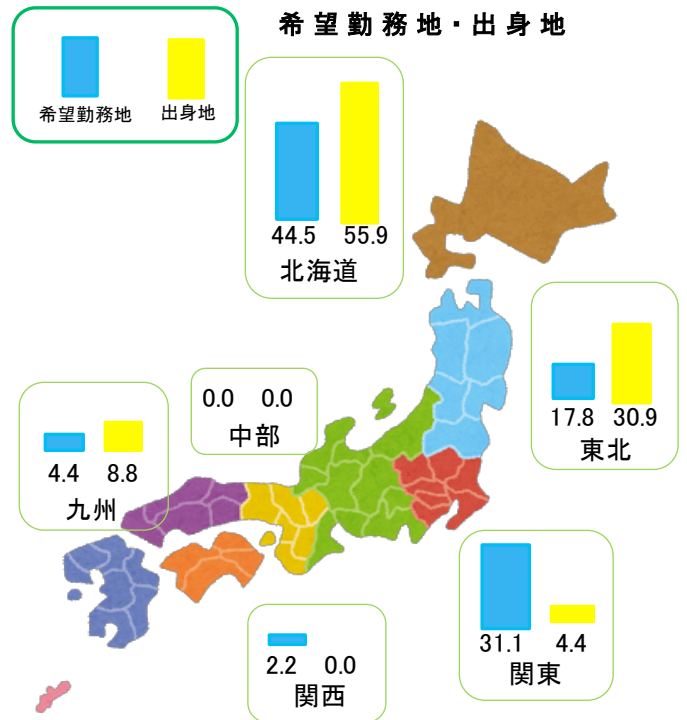 希望勤務地・出身地
希望勤務地 出身地
44.5 55.9
北海道
0.0 0.0
中部
17.8 30.9
東北
4.4 8.8
九州
31.1 4.4
関東
2.2 0.0
関西